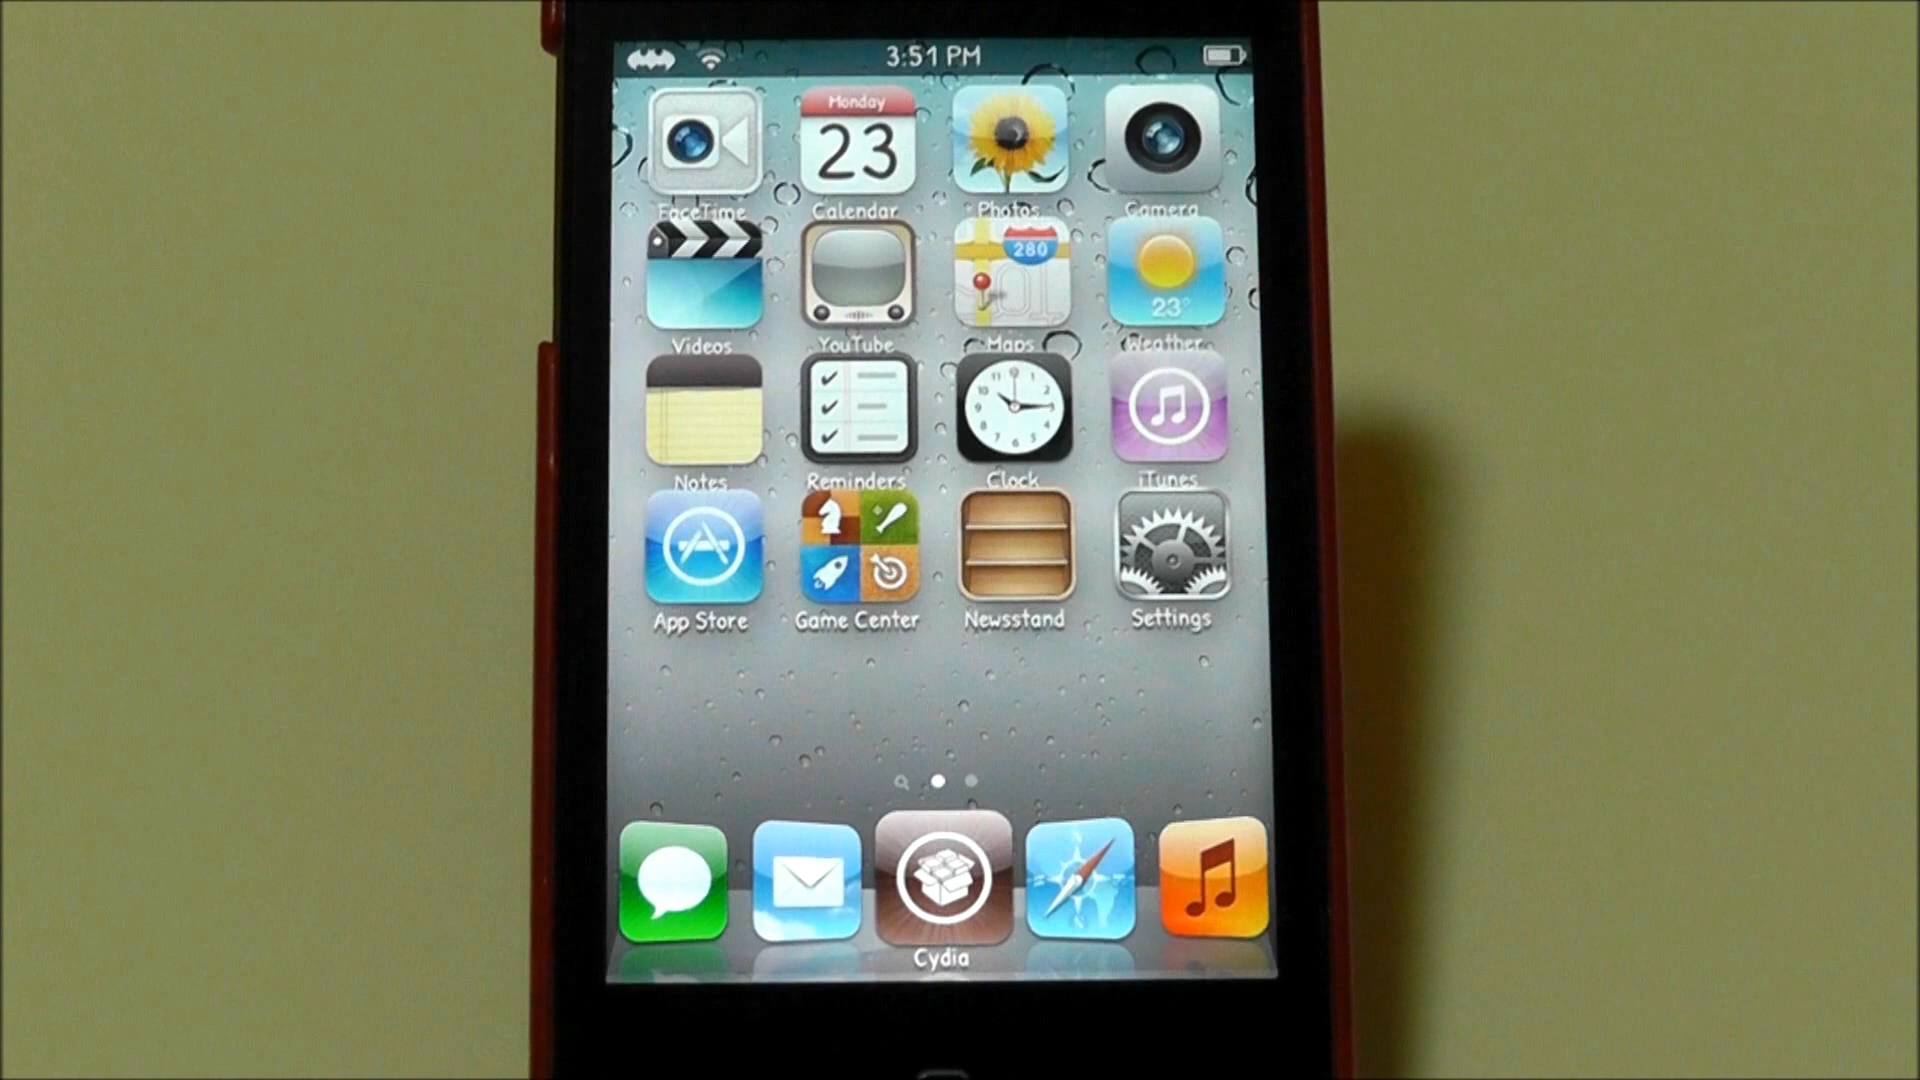 3:51 PM
Monday
23
FaceTime Calendar Photos Camera
280
23°
Videos YouTube Maps Weather
Notes Reminders Clock iTunes
App Store Game Center Newsstand Settings
Cydia